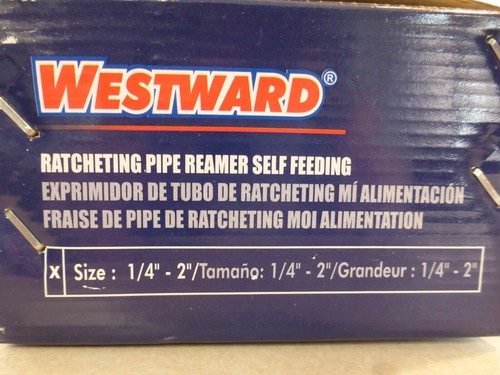 WESTWARD®
RATCHETING PIPE REAMER SELF FEEDING
EXPRIMIDOR DE TUBO DE RATCHETING MÍ ALIMENTACIÓN
FRAISE DE PIPE DE RATCHETING MOI ALIMENTATION
X Size : 1/4" - 2"/Tamaño: 1/4" - 2"/Grandeur : 1/4" - 2"